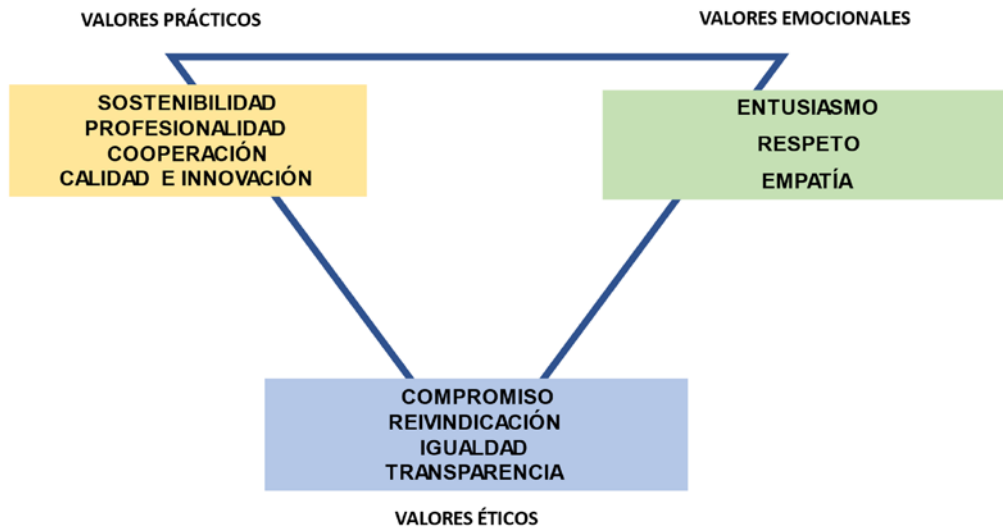 VALORES PRÁCTICOS
VALORES EMOCIONALES
SOSTENIBILIDAD
PROFESIONALIDAD
COOPERACIÓN
CALIDAD E INNOVACIÓN
ENTUSIASMO
RESPETO
EMPATÍA
COMPROMISO
REIVINDICACIÓN
IGUALDAD
TRANSPARENCIA
VALORES ÉTICOS